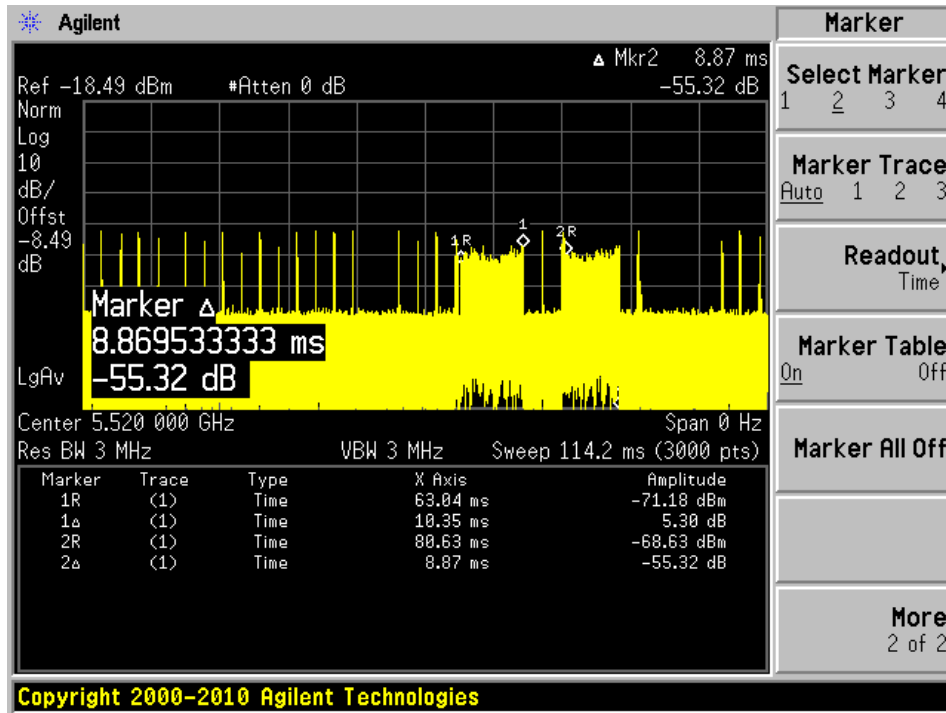 Agilent
Marker
Δ Mkr2 8.87 ms
Ref -18.49 dBm #Atten 0 dB -55.32 dB
Norm
Log
10
dB/
Offst
-8.49
dB
1R
1
2R
Marker Δ
8.869533333 ms
-55.32 dB
LgAv
Center 5.520 000 GHz Span 0 Hz
Res BW 3 MHz VBW 3 MHz Sweep 114.2 ms (3000 pts)
Marker Trace Type X Axis Amplitude
1R (1) Time 63.04 ms -71.18 dBm
1Δ (1) Time 10.35 ms 5.30 dB
2R (1) Time 80.63 ms -68.63 dBm
2Δ (1) Time 8.87 ms -55.32 dB
Select Marker
1 2 3 4
Marker Trace
Auto 1 2 3
Readout
Time
Marker Table
On Off
Marker All Off
More
2 of 2
Copyright 2000-2010 Agilent Technologies